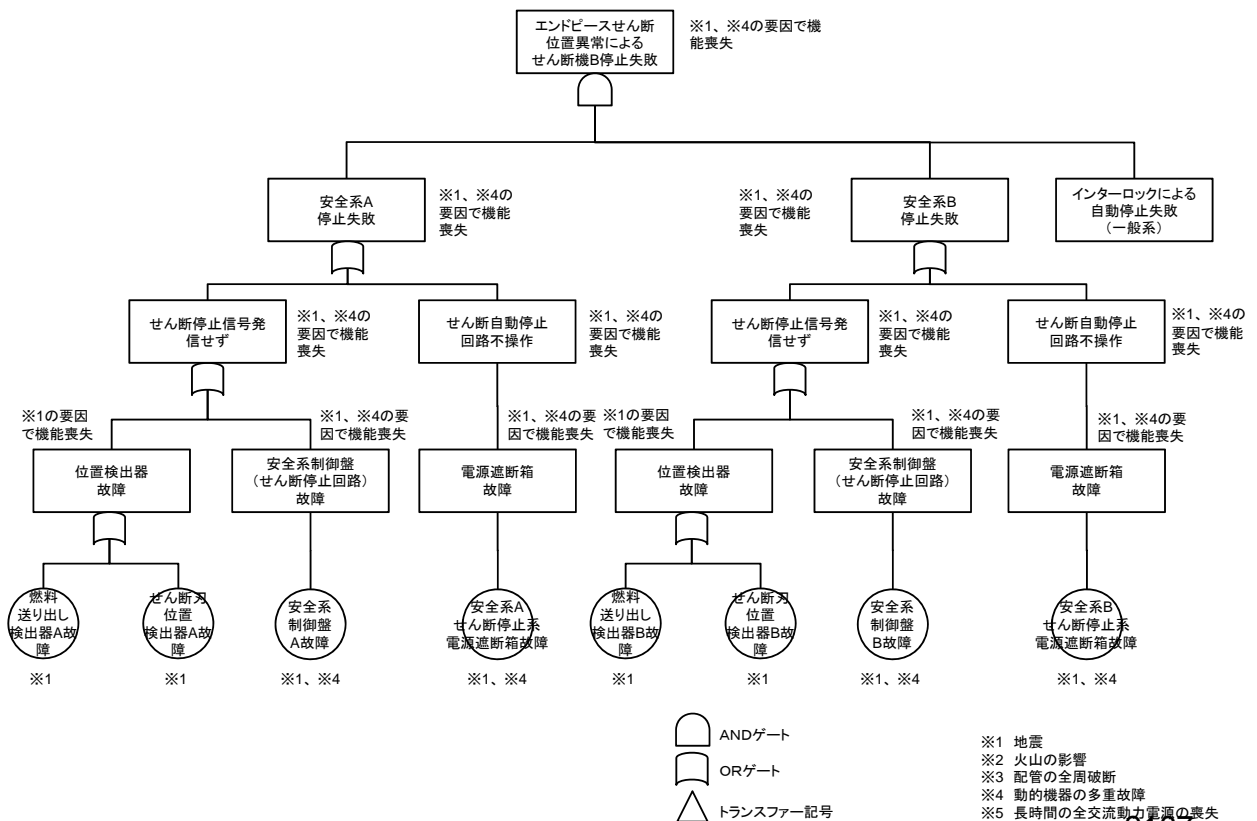 エンドピースせん断
位置異常による
せん断機B停止失敗
※1、※4の要因で機
能喪失
安全系A
停止失敗
※1、※4の
要因で機能
喪失
※1、※4の
要因で機能
喪失
安全系B
停止失敗
インターロックによる
自動停止失敗
（一般系）
せん断停止信号発
信せず
※1、※4の
要因で機能
喪失
せん断自動停止
回路不操作
※1、※4の
要因で機能
喪失
せん断停止信号発
信せず
※1、※4の
要因で機能
喪失
せん断自動停止
回路不操作
※1、※4の
要因で機能
喪失
※1の要因
で機能喪失
位置検出器
故障
※1、※4の要
因で機能喪失
安全系制御盤
（せん断停止回路）
故障
※1、※4の要
因で機能喪失
電源遮断箱
故障
※1の要因
で機能喪失
位置検出器
故障
※1、※4の要
因で機能喪失
安全系制御盤
（せん断停止回路）
故障
※1、※4の要
因で機能喪失
電源遮断箱
故障
燃料
送り出し
検出器A故
障
※1
せん断刃
位置
検出器A故
障
※1
安全系
制御盤
A故障
※1、※4
安全系A
せん断停止系
電源遮断箱故障
※1、※4
燃料
送り出し
検出器B故
障
※1
せん断刃
位置
検出器B故
障
※1
安全系
制御盤
B故障
※1、※4
安全系B
せん断停止系
電源遮断箱故障
※1、※4
ANDゲート
ORゲート
トランスファー記号
※1 地震
※2 火山の影響
※3 配管の全周破断
※4 動的機器の多重故障
※5 長時間の全交流動力電源の喪失